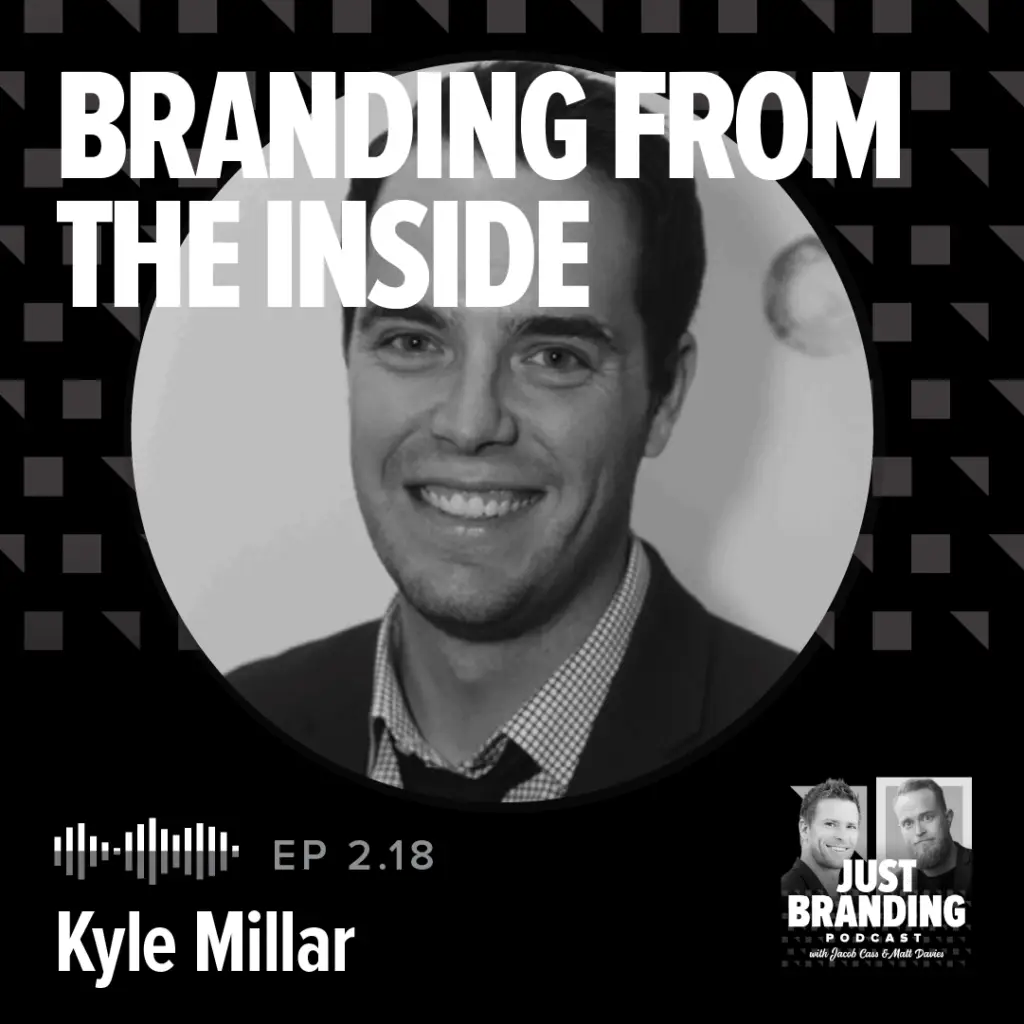 BRANDING FROM
THE INSIDE
EP 2.18
Kyle Millar
JUST
BRANDING
PODCAST
with Jacob Cass & Matt Davies